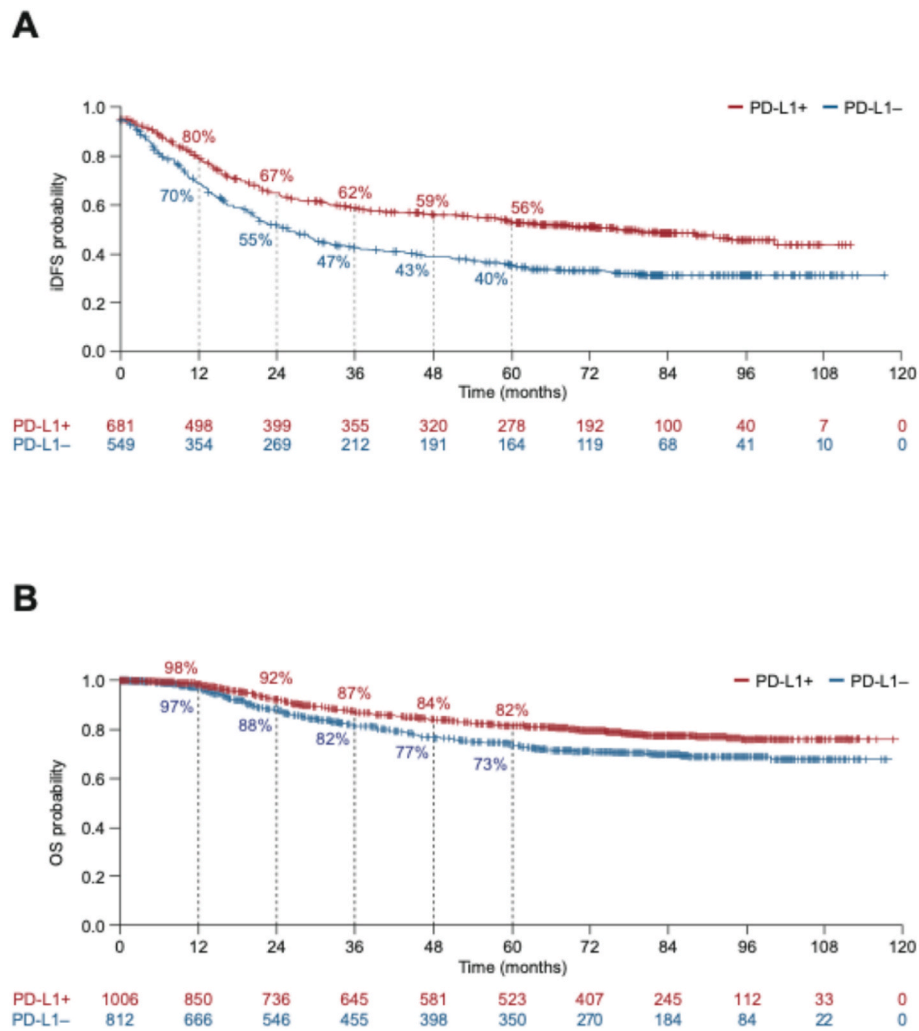 A
1.0
0.8
0.6
0.4
0.2
0.0
iDFS probability
PD-L1+ PD-L1–
80%
67%
62%
59%
56%
70%
55%
47%
43%
40%
0 12 24 36 48 60 72 84 96 108 120
Time (months)
PD-L1+ 681 498 399 355 320 278 192 100 40 7 0
PD-L1– 549 354 269 212 191 164 119 68 41 10 0
B
1.0
0.8
0.6
0.4
0.2
0.0
OS probability
PD-L1+ PD-L1–
98%
92%
87%
84%
82%
97%
88%
82%
77%
73%
0 12 24 36 48 60 72 84 96 108 120
Time (months)
PD-L1+ 1006 850 736 645 581 523 407 245 112 33 0
PD-L1– 812 666 546 455 398 350 270 184 84 22 0